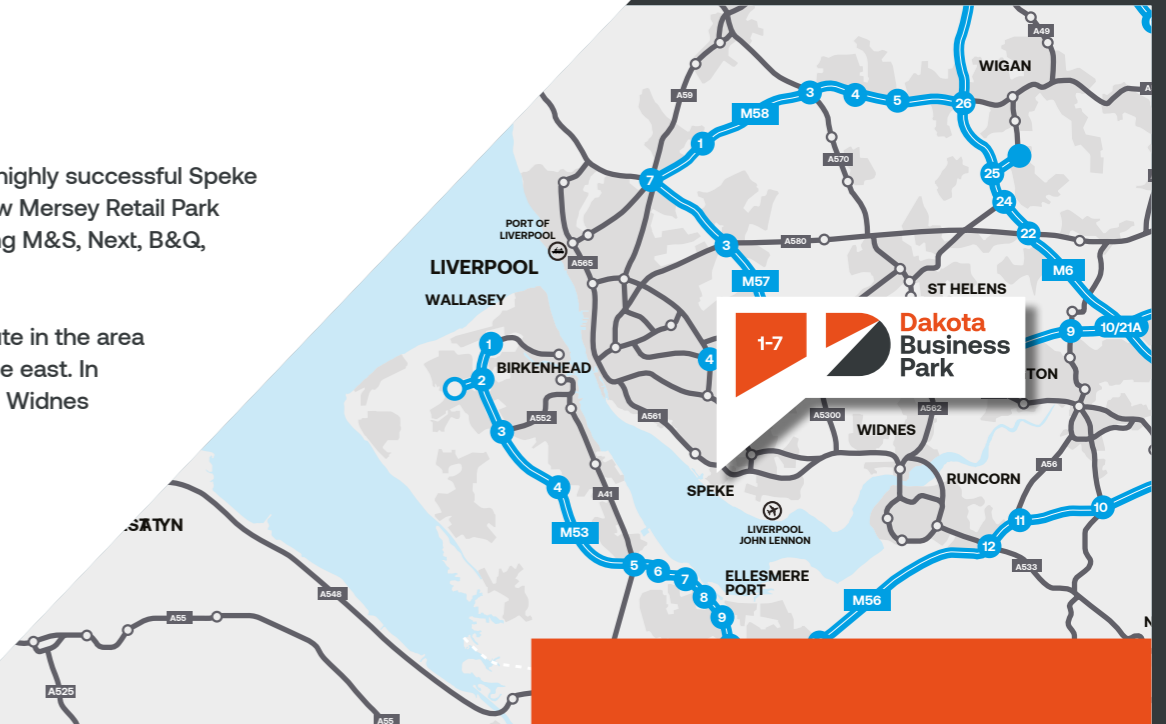 highly successful Speke
Mersey Retail Park
M&S, Next, B&Q,
in the area
east. In
Widnes
A49
WIGAN
A59
M58
3
4
5
26
1
A570
7
25
24
22
PORT OF
LIVERPOOL
A565
3
A580
LIVERPOOL
M57
M6
WALLASEY
ST HELENS
1-7
Dakota
Business
Park
9
10/21A
1
2
BIRKENHEAD
4
TON
A552
A561
A5300
A562
3
WIDNES
A56
4
A41
SPEKE
RUNCORN
LIVERPOOL
JOHN LENNON
10
11
12
M53
A533
5
6
7
8
9
ELLESMERE
PORT
M56
A548
A55
A525
A55